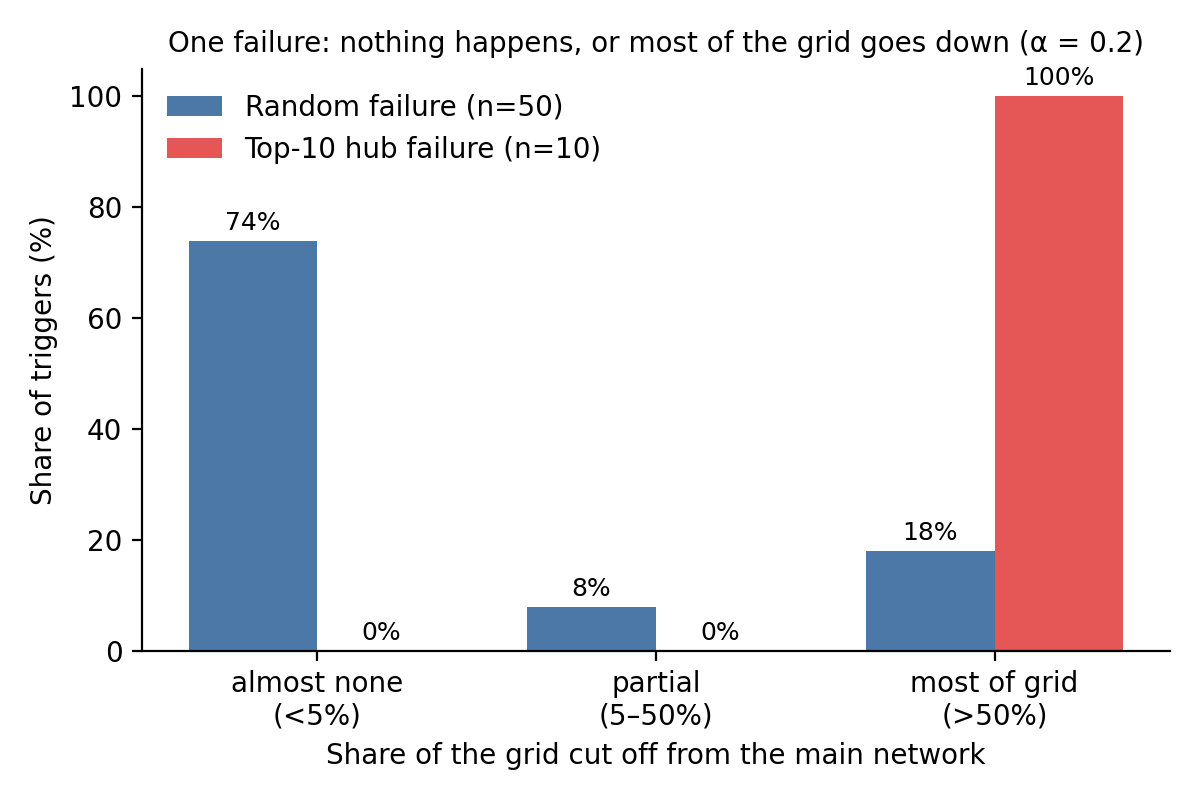 One failure: nothing happens, or most of the grid goes down (α = 0.2)
100%
100
Random failure (n=50)
Top-10 hub failure (n=10)
80
74%
Share of triggers (%)
60
40
20
18%
8%
0%
0%
0
almost none
(<5%)
partial
(5–50%)
most of grid
(>50%)
Share of the grid cut off from the main network